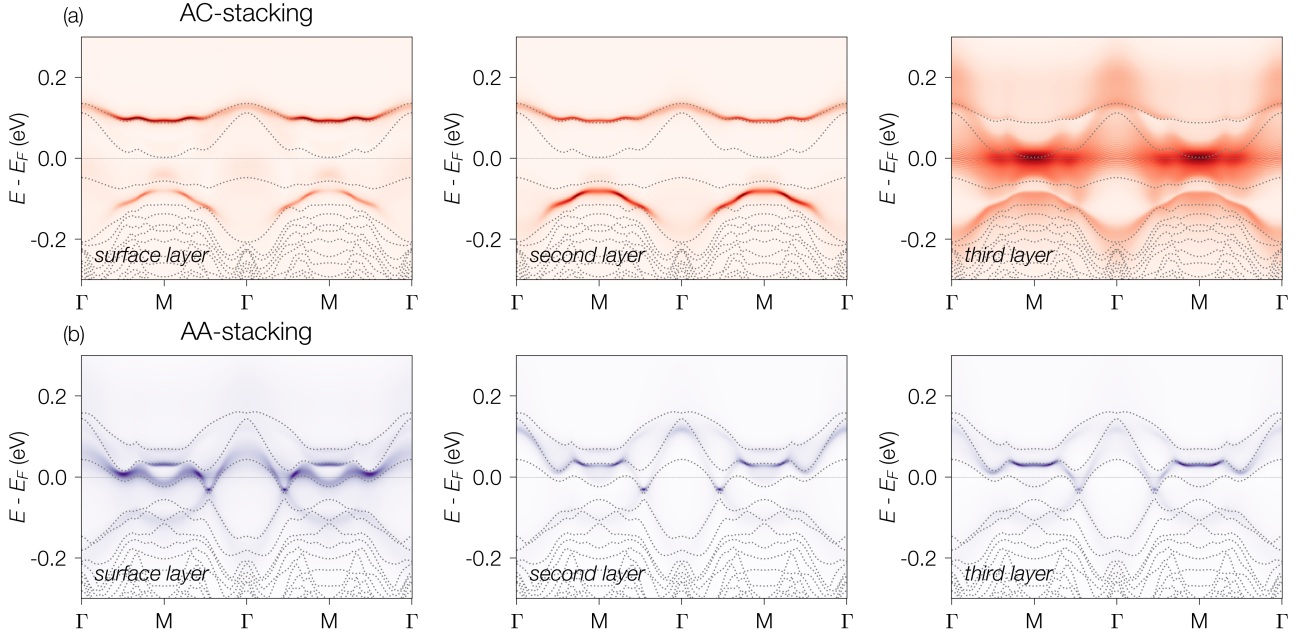 (a) AC-stacking
E - E_F (eV)
0.2
0.0
-0.2
surface layer
Γ M Γ M Γ
E - E_F (eV)
0.2
0.0
-0.2
second layer
Γ M Γ M Γ
E - E_F (eV)
0.2
0.0
-0.2
third layer
Γ M Γ M Γ
(b) AA-stacking
E - E_F (eV)
0.2
0.0
-0.2
surface layer
Γ M Γ M Γ
E - E_F (eV)
0.2
0.0
-0.2
second layer
Γ M Γ M Γ
E - E_F (eV)
0.2
0.0
-0.2
third layer
Γ M Γ M Γ